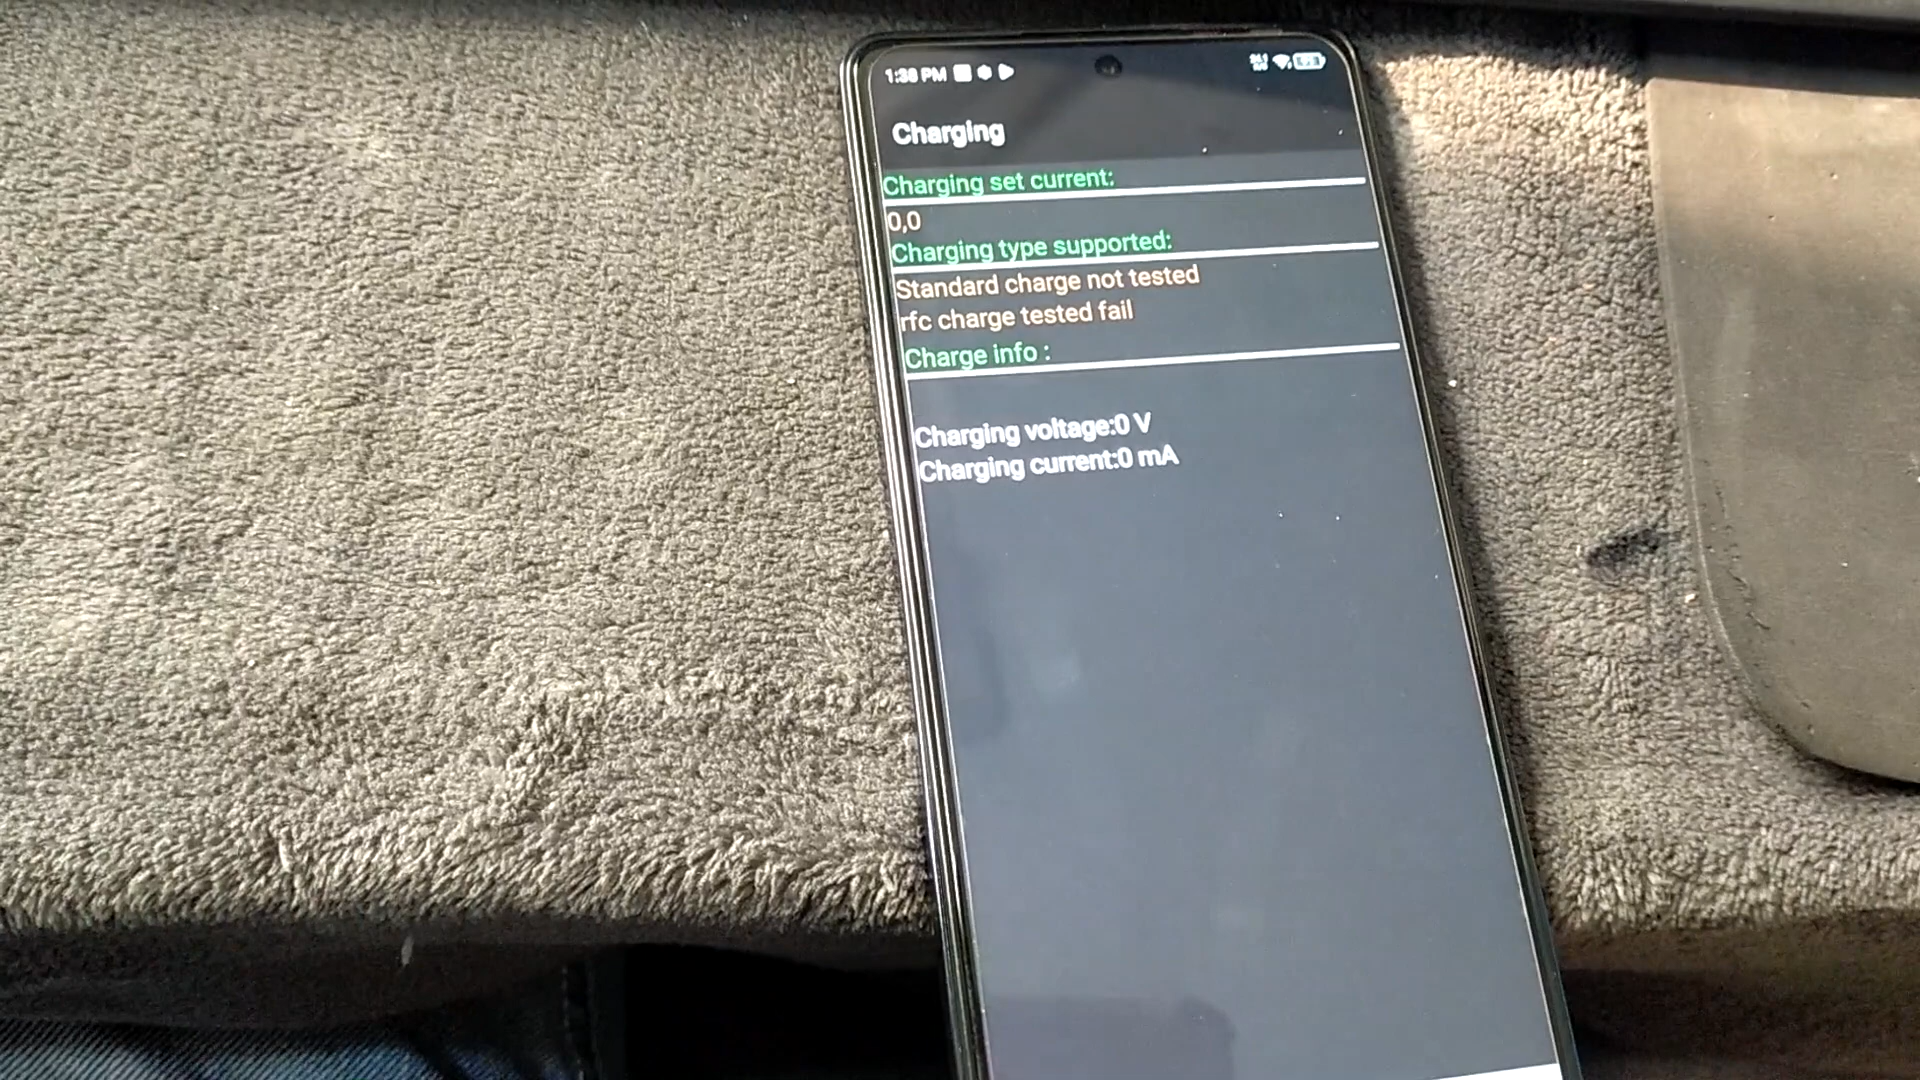 1:38 PM
Charging
Charging set current:
0,0
Charging type supported:
Standard charge not tested
rfc charge tested fail
Charge info :
Charging voltage:0 V
Charging current:0 mA